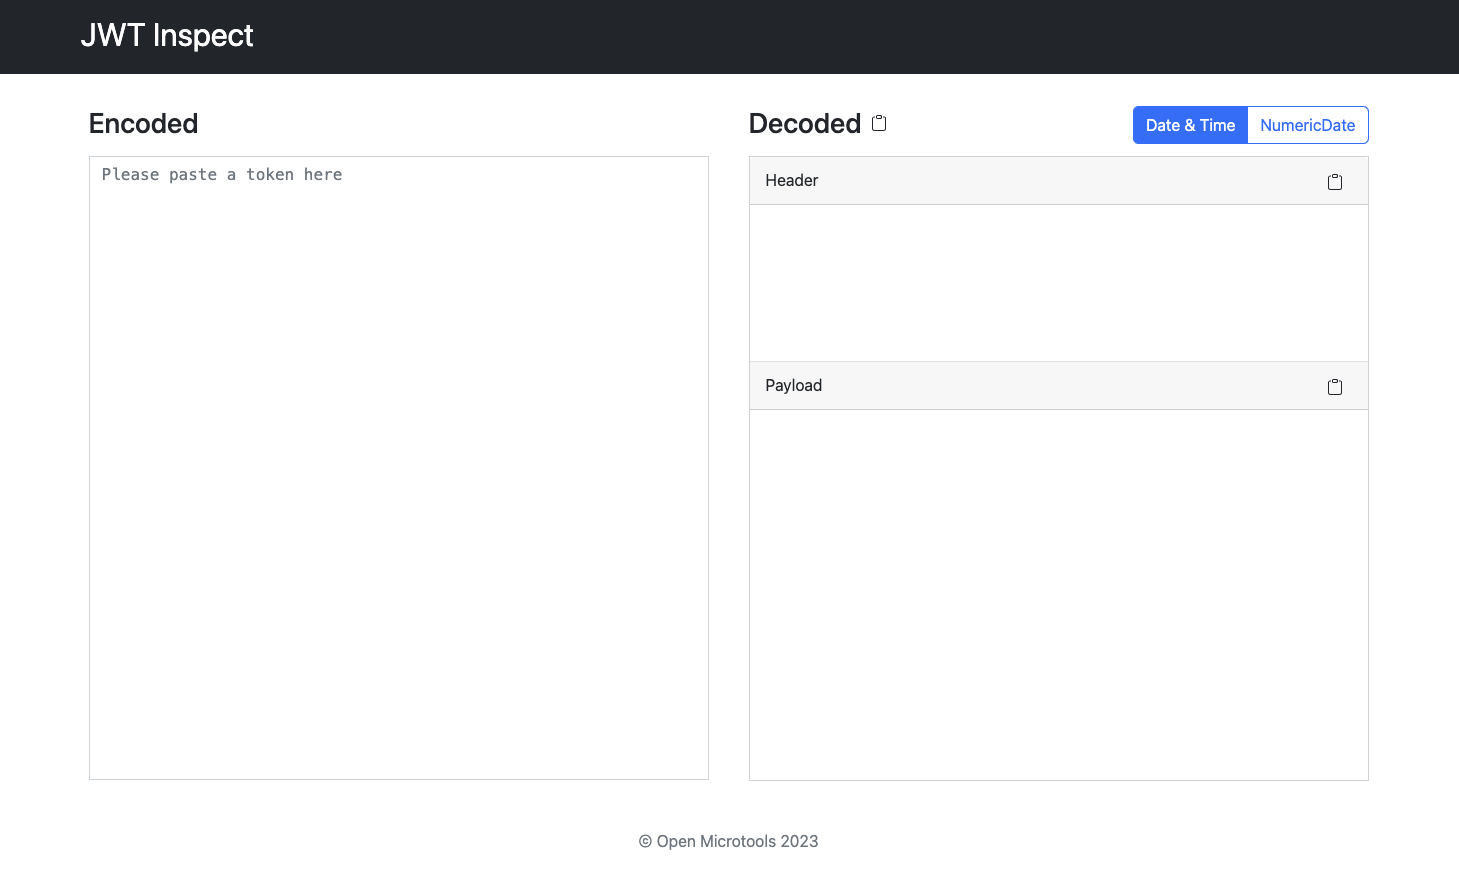 JWT Inspect
Encoded
Please paste a token here
Decoded
Date & Time
NumericDate
Header
Payload
© Open Microtools 2023